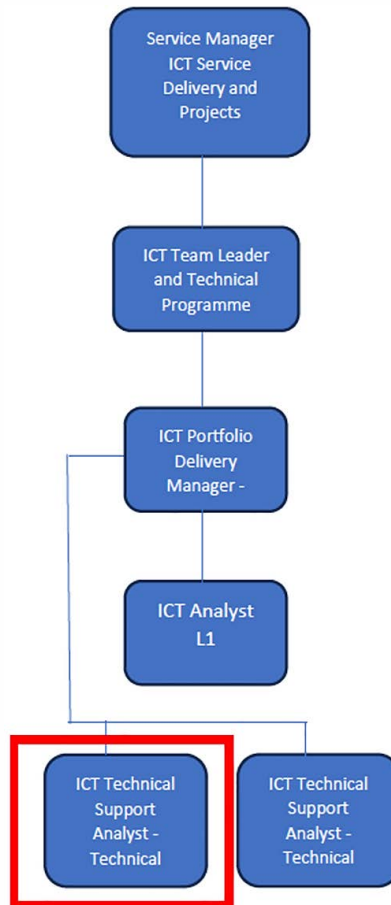 Service Manager
ICT Service
Delivery and
Projects
ICT Team Leader
and Technical
Programme
ICT Portfolio
Delivery
Manager -
ICT Analyst
L1
ICT Technical
Support
Analyst -
Technical
ICT Technical
Support
Analyst -
Technical